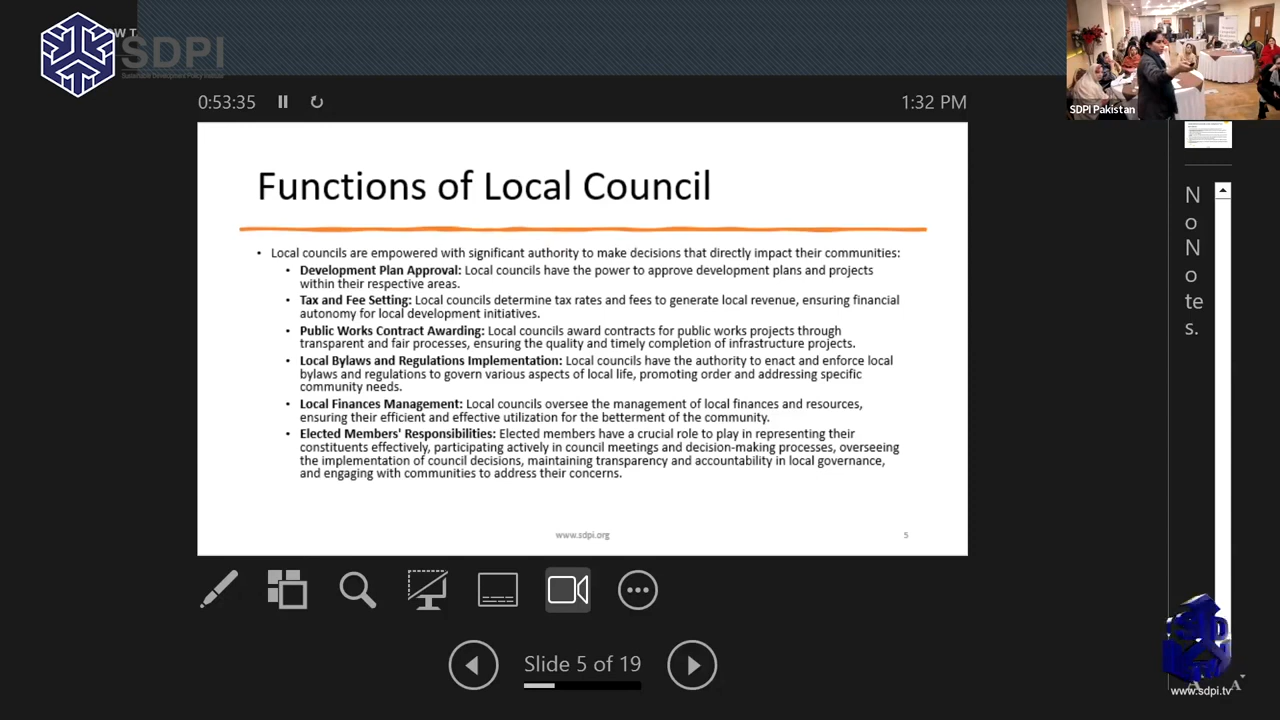 W T
SDPI
Sustainable Development Policy Institute
SDPI Pakistan
0:53:35
1:32 PM
Functions of Local Council
• Local councils are empowered with significant authority to make decisions that directly impact their communities:
• Development Plan Approval: Local councils have the power to approve development plans and projects
within their respective areas.
• Tax and Fee Setting: Local councils determine tax rates and fees to generate local revenue, ensuring financial
autonomy for local development initiatives.
• Public Works Contract Awarding: Local councils award contracts for public works projects through
transparent and fair processes, ensuring the quality and timely completion of infrastructure projects.
• Local Bylaws and Regulations Implementation: Local councils have the authority to enact and enforce local
bylaws and regulations to govern various aspects of local life, promoting order and addressing specific
community needs.
• Local Finances Management: Local councils oversee the management of local finances and resources,
ensuring their efficient and effective utilization for the betterment of the community.
• Elected Members' Responsibilities: Elected members have a crucial role to play in representing their
constituents effectively, participating actively in council meetings and decision-making processes, overseeing
the implementation of council decisions, maintaining transparency and accountability in local governance,
and engaging with communities to address their concerns.
www.sdpi.org
5
N
o
N
o
te
s.
Slide 5 of 19
A
A
www.sdpi.tv